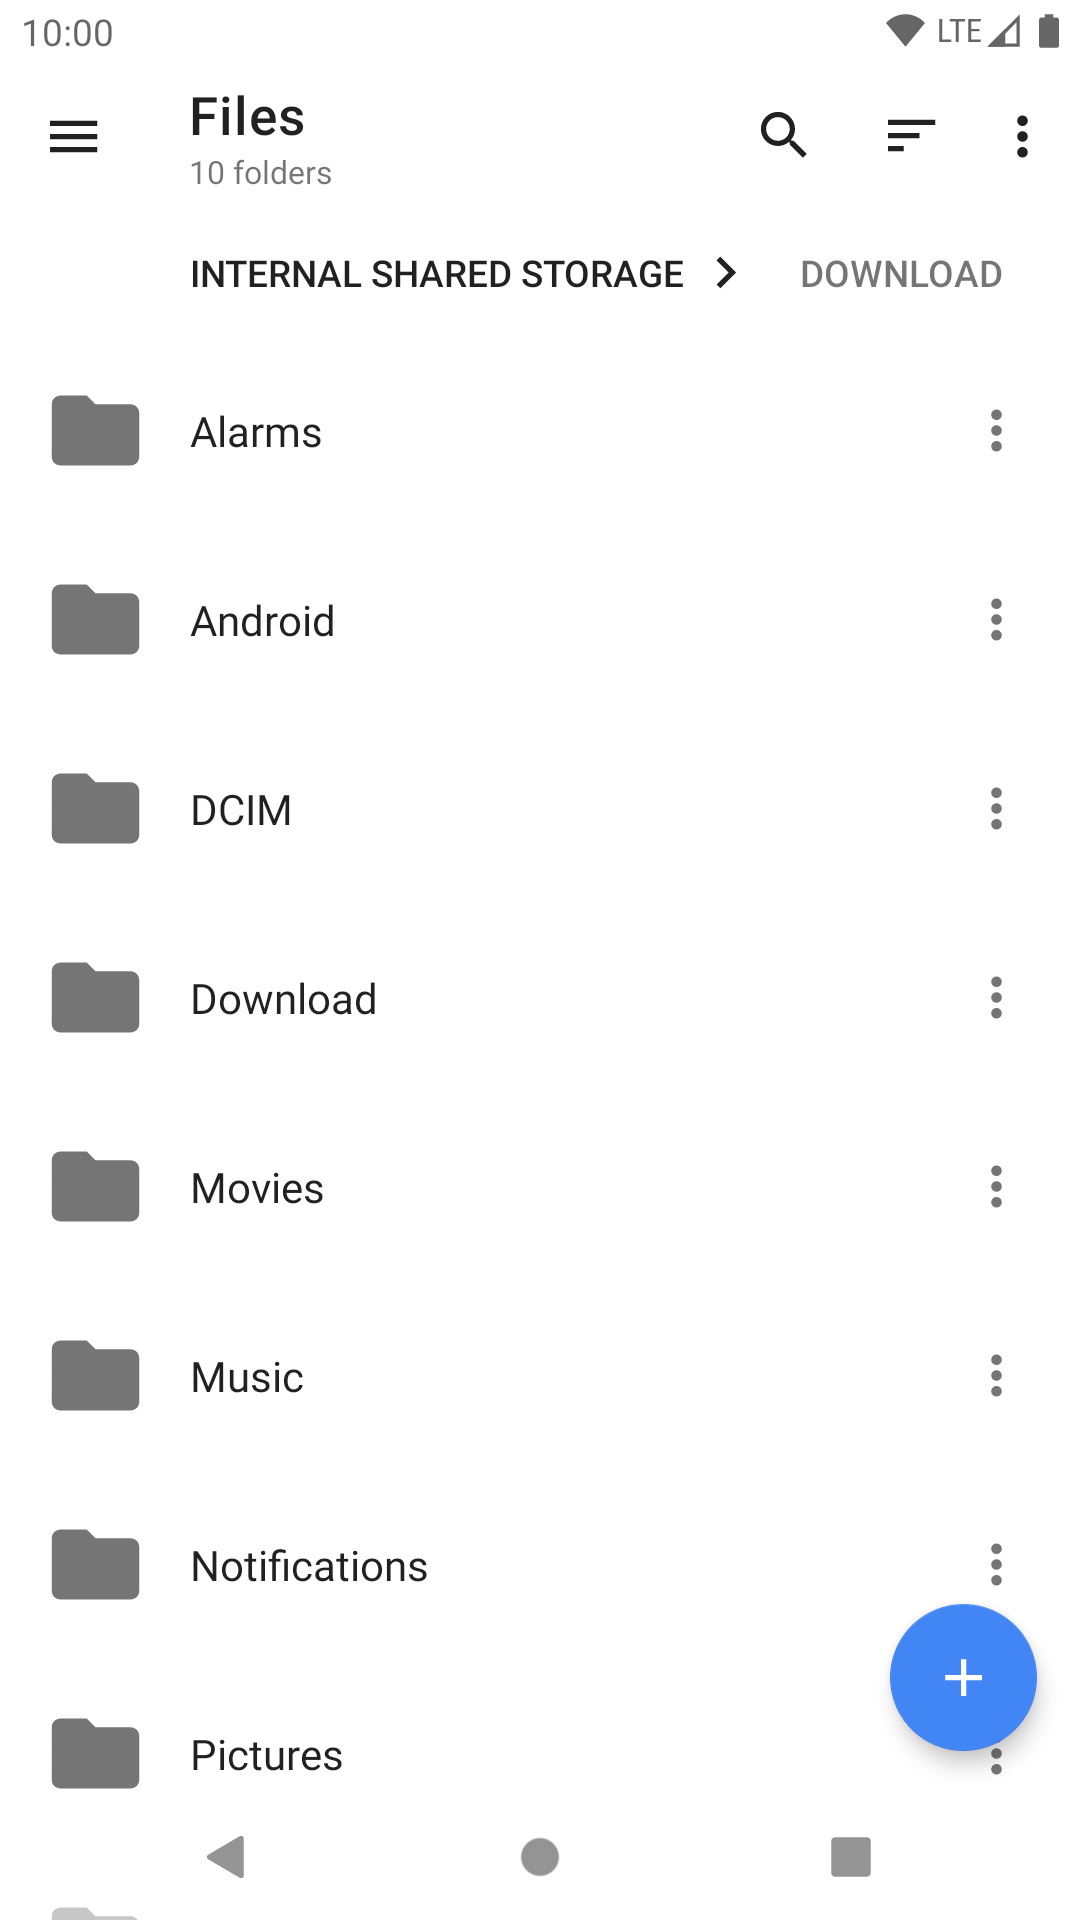 10:00 LTE
Files
10 folders
INTERNAL SHARED STORAGE DOWNLOAD
Alarms
Android
DCIM
Download
Movies
Music
Notifications
Pictures